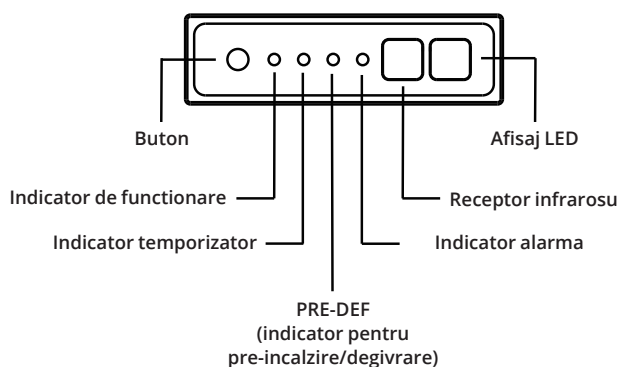 Buton
Afisaj LED
Indicator de functionare
Receptor infrarosu
Indicator temporizator
Indicator alarma
PRE-DEF
(indicator pentru
pre-incalzire/degivrare)